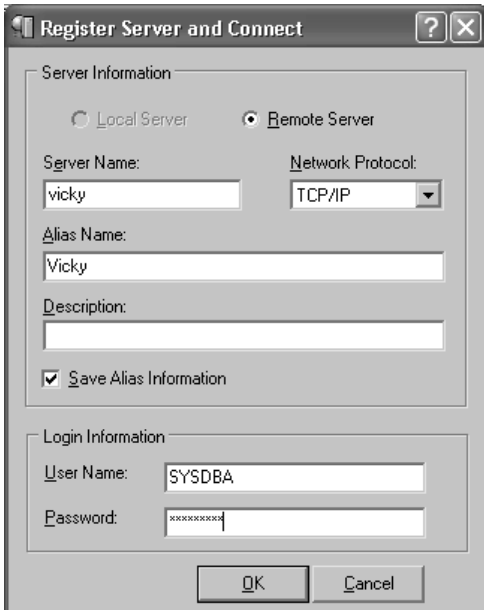 Register Server and Connect
Server Information
Local Server Remote Server
Server Name: Network Protocol:
vicky TCP/IP
Alias Name:
Vicky
Description:
Save Alias Information
Login Information
User Name: SYSDBA
Password: *********
OK Cancel